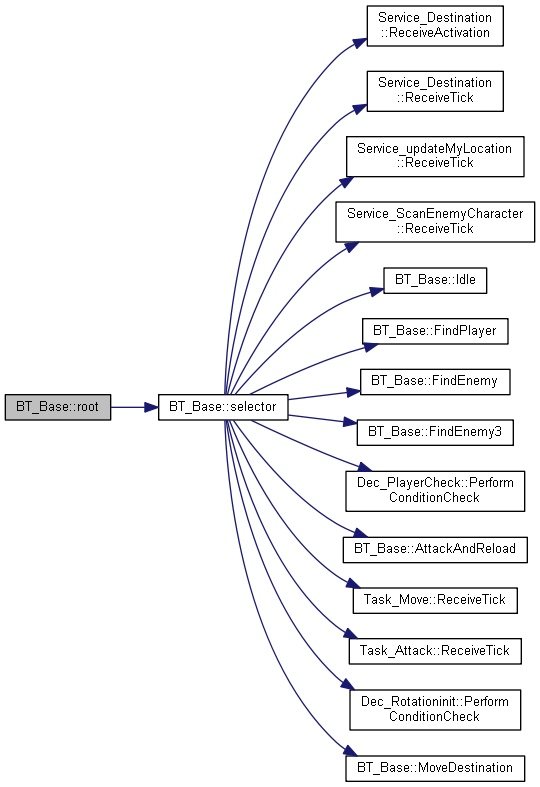 Service_Destination
::ReceiveActivation
Service_Destination
::ReceiveTick
Service_updateMyLocation
::ReceiveTick
Service_ScanEnemyCharacter
::ReceiveTick
BT_Base::Idle
BT_Base::FindPlayer
BT_Base::FindEnemy
BT_Base::root
BT_Base::selector
BT_Base::FindEnemy3
Dec_PlayerCheck::Perform
ConditionCheck
BT_Base::AttackAndReload
Task_Move::ReceiveTick
Task_Attack::ReceiveTick
Dec_Rotationinit::Perform
ConditionCheck
BT_Base::MoveDestination